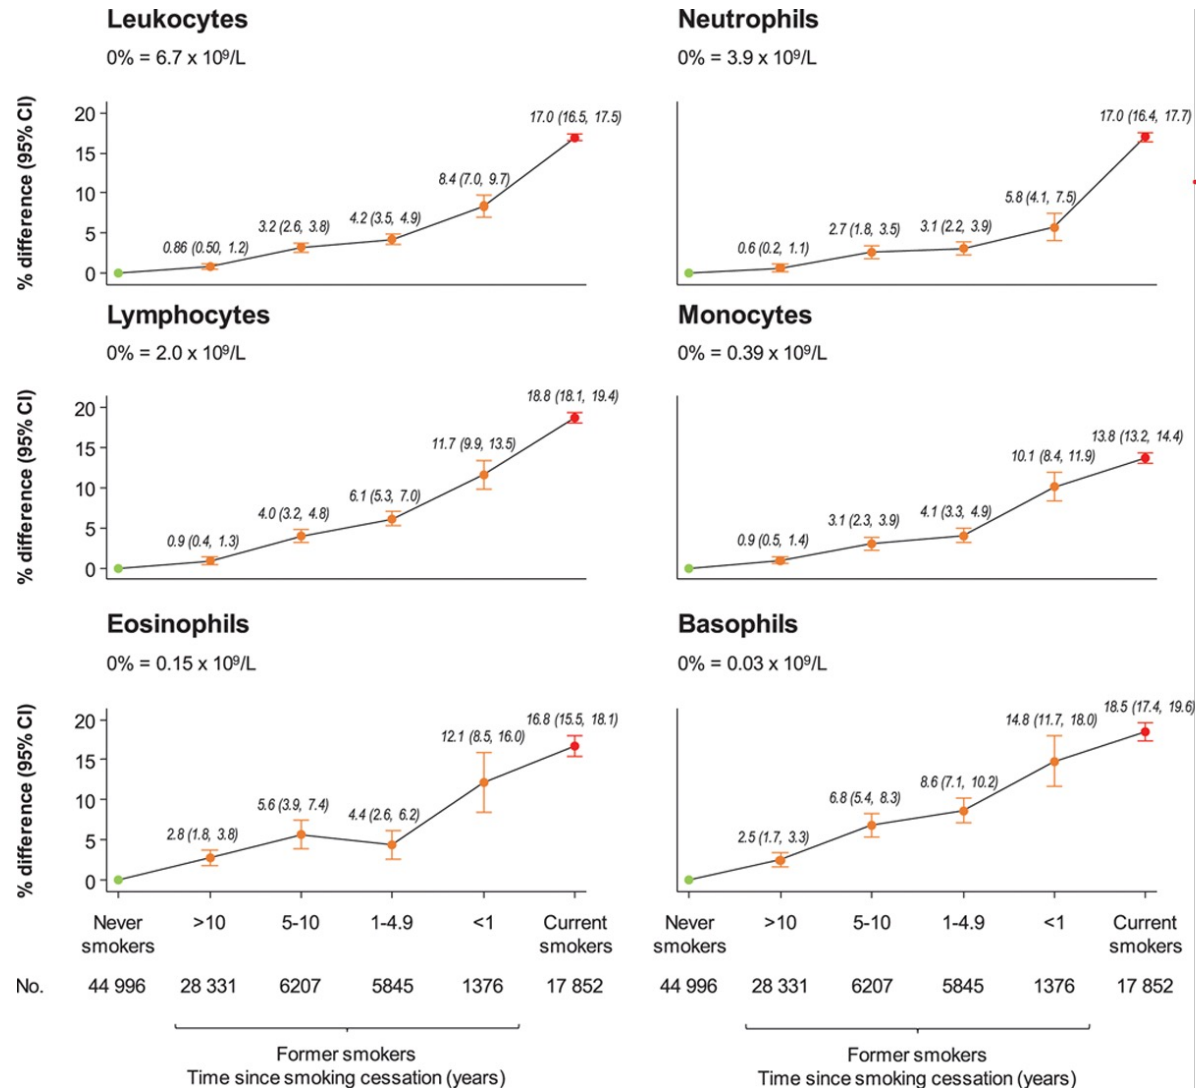 Leukocytes
0% = 6.7 x 10⁹/L
% difference (95% CI)
20
15
10
5
0
0.86 (0.50, 1.2)
3.2 (2.6, 3.8)
4.2 (3.5, 4.9)
8.4 (7.0, 9.7)
17.0 (16.5, 17.5)
Neutrophils
0% = 3.9 x 10⁹/L
0.6 (0.2, 1.1)
2.7 (1.8, 3.5)
3.1 (2.2, 3.9)
5.8 (4.1, 7.5)
17.0 (16.4, 17.7)
Lymphocytes
0% = 2.0 x 10⁹/L
% difference (95% CI)
20
15
10
5
0
0.9 (0.4, 1.3)
4.0 (3.2, 4.8)
6.1 (5.3, 7.0)
11.7 (9.9, 13.5)
18.8 (18.1, 19.4)
Monocytes
0% = 0.39 x 10⁹/L
0.9 (0.5, 1.4)
3.1 (2.3, 3.9)
4.1 (3.3, 4.9)
10.1 (8.4, 11.9)
13.8 (13.2, 14.4)
Eosinophils
0% = 0.15 x 10⁹/L
% difference (95% CI)
20
15
10
5
0
2.8 (1.8, 3.8)
5.6 (3.9, 7.4)
4.4 (2.6, 6.2)
12.1 (8.5, 16.0)
16.8 (15.5, 18.1)
Basophils
0% = 0.03 x 10⁹/L
2.5 (1.7, 3.3)
6.8 (5.4, 8.3)
8.6 (7.1, 10.2)
14.8 (11.7, 18.0)
18.5 (17.4, 19.6)
Never smokers >10 5-10 1-4.9 <1 Current smokers
Never smokers >10 5-10 1-4.9 <1 Current smokers
No. 44 996 28 331 6207 5845 1376 17 852
44 996 28 331 6207 5845 1376 17 852
Former smokers
Time since smoking cessation (years)
Former smokers
Time since smoking cessation (years)